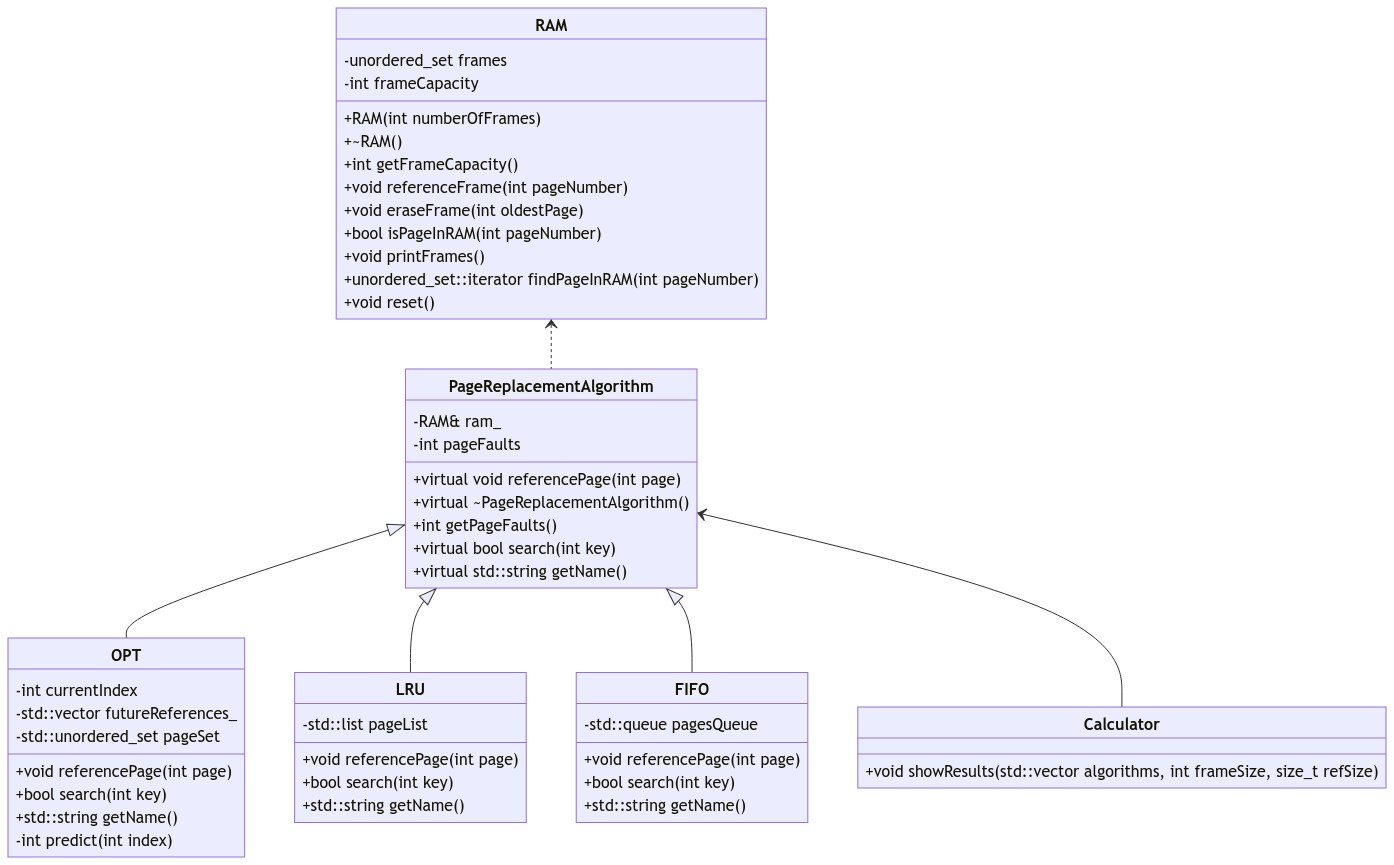 RAM
-unordered_set frames
-int frameCapacity
+RAM(int numberOfFrames)
+~RAM()
+int getFrameCapacity()
+void referenceFrame(int pageNumber)
+void eraseFrame(int oldestPage)
+bool isPageInRAM(int pageNumber)
+void printFrames()
+unordered_set::iterator findPageInRAM(int pageNumber)
+void reset()
PageReplacementAlgorithm
-RAM& ram_
-int pageFaults
+virtual void referencePage(int page)
+virtual ~PageReplacementAlgorithm()
+int getPageFaults()
+virtual bool search(int key)
+virtual std::string getName()
OPT
-int currentIndex
-std::vector futureReferences_
-std::unordered_set pageSet
+void referencePage(int page)
+bool search(int key)
+std::string getName()
-int predict(int index)
LRU
-std::list pageList
+void referencePage(int page)
+bool search(int key)
+std::string getName()
FIFO
-std::queue pagesQueue
+void referencePage(int page)
+bool search(int key)
+std::string getName()
Calculator
+void showResults(std::vector algorithms, int frameSize, size_t refSize)